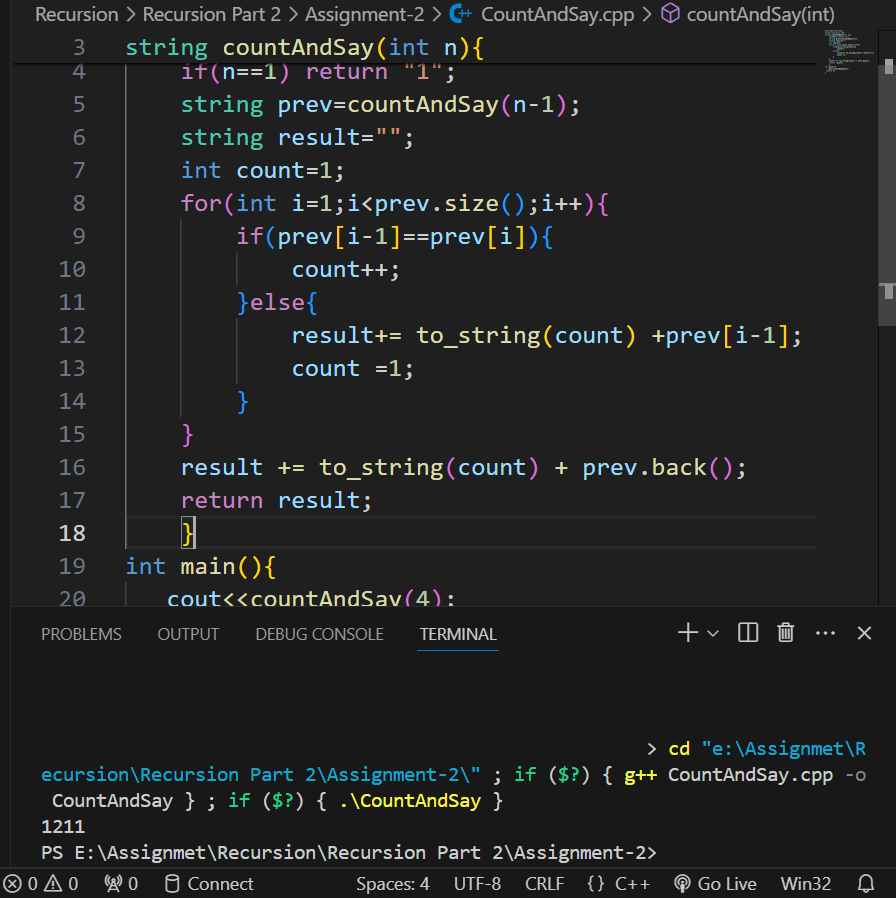 Recursion > Recursion Part 2 > Assignment-2 > CountAndSay.cpp > countAndSay(int)
3 string countAndSay(int n){
4 if(n==1) return "1";
5 string prev=countAndSay(n-1);
6 string result="";
7 int count=1;
8 for(int i=1;i<prev.size();i++){
9 if(prev[i-1]==prev[i]){
10 count++;
11 }else{
12 result+= to_string(count) +prev[i-1];
13 count =1;
14 }
15 }
16 result += to_string(count) + prev.back();
17 return result;
18 }
19 int main(){
20 cout<<countAndSay(4);
PROBLEMS OUTPUT DEBUG CONSOLE TERMINAL
> cd "e:\Assignmet\R
ecursion\Recursion Part 2\Assignment-2\" ; if ($?) { g++ CountAndSay.cpp -o
CountAndSay } ; if ($?) { .\CountAndSay }
1211
PS E:\Assignmet\Recursion\Recursion Part 2\Assignment-2>
0 0 0 Connect Spaces: 4 UTF-8 CRLF {} C++ Go Live Win32